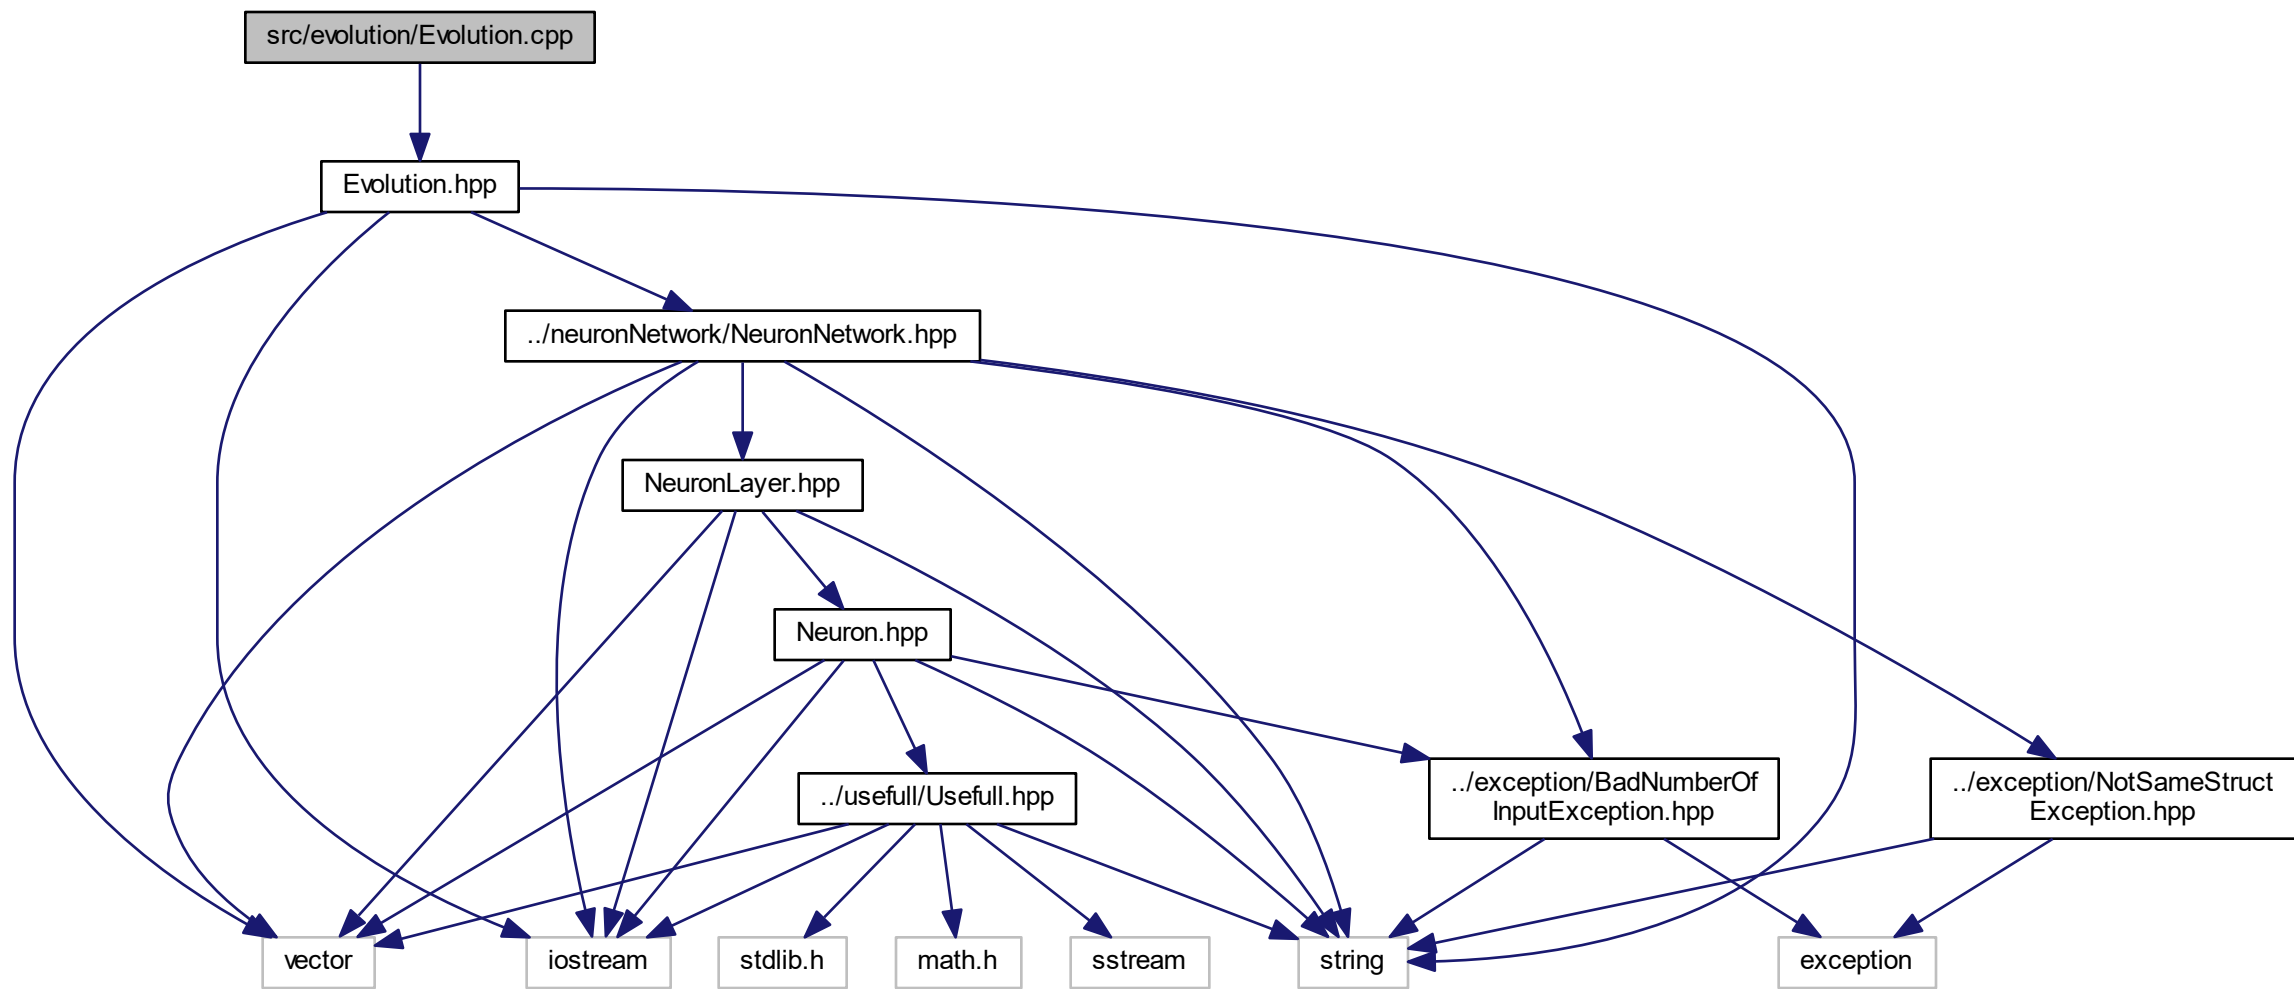 src/evolution/Evolution.cpp
Evolution.hpp
../neuronNetwork/NeuronNetwork.hpp
NeuronLayer.hpp
Neuron.hpp
../usefull/Usefull.hpp
../exception/BadNumberOf
InputException.hpp
../exception/NotSameStruct
Exception.hpp
vector
iostream
stdlib.h
math.h
sstream
string
exception